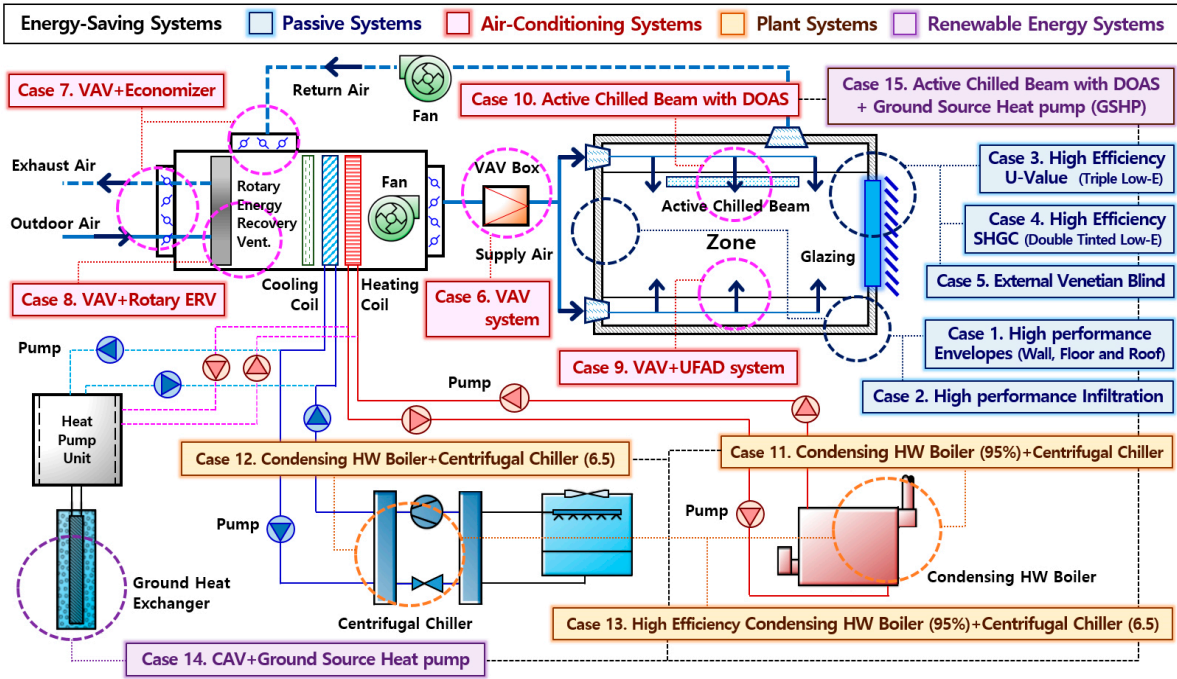 Energy-Saving Systems
Passive Systems
Air-Conditioning Systems
Plant Systems
Renewable Energy Systems
Case 7. VAV+Economizer
Return Air
Fan
Case 10. Active Chilled Beam with DOAS
Case 15. Active Chilled Beam with DOAS
+ Ground Source Heat pump (GSHP)
Exhaust Air
Outdoor Air
Rotary
Energy
Recovery
Vent.
Fan
VAV Box
Supply Air
Active Chilled Beam
Zone
Glazing
Case 3. High Efficiency
U-Value (Triple Low-E)
Case 4. High Efficiency
SHGC (Double Tinted Low-E)
Case 5. External Venetian Blind
Case 8. VAV+Rotary ERV
Cooling
Coil
Heating
Coil
Case 6. VAV
system
Case 1. High performance
Envelopes (Wall, Floor and Roof)
Case 9. VAV+UFAD system
Case 2. High performance Infiltration
Pump
Pump
Heat
Pump
Unit
Case 12. Condensing HW Boiler+Centrifugal Chiller (6.5)
Case 11. Condensing HW Boiler (95%)+Centrifugal Chiller
Pump
Pump
Ground Heat
Exchanger
Centrifugal Chiller
Condensing HW Boiler
Case 13. High Efficiency Condensing HW Boiler (95%)+Centrifugal Chiller (6.5)
Case 14. CAV+Ground Source Heat pump